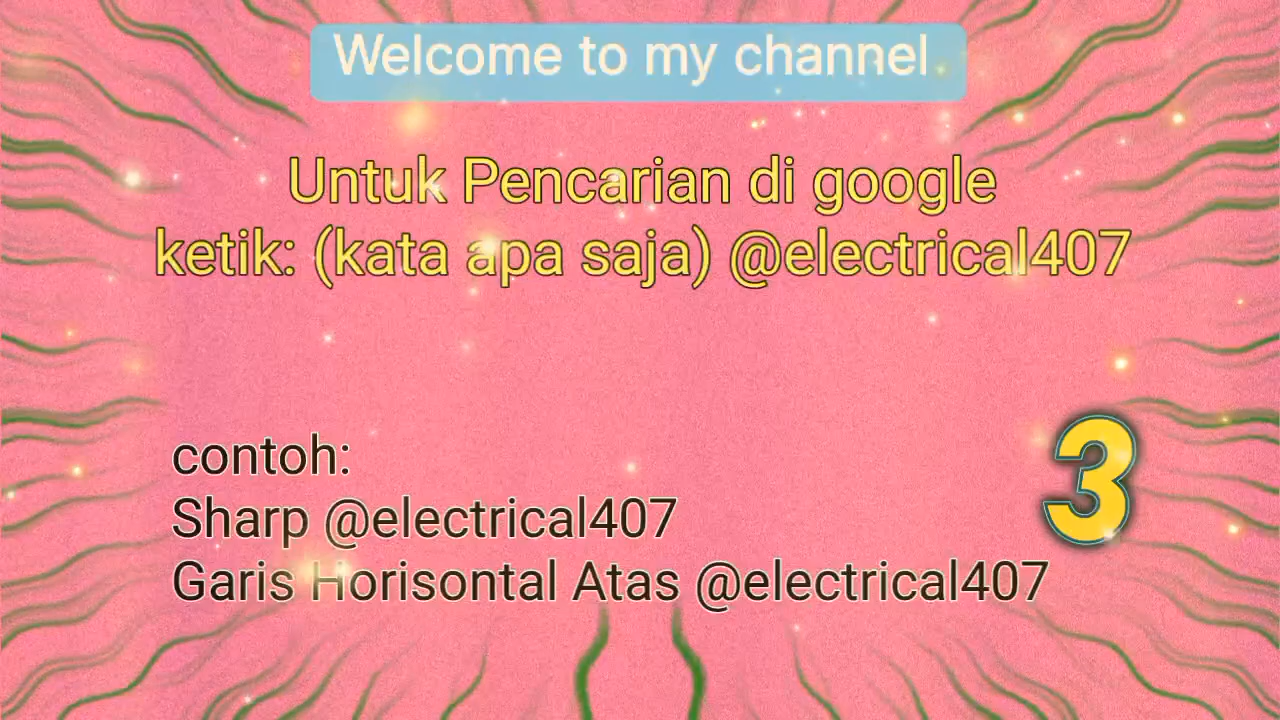 Welcome to my channel
Untuk Pencarian di google
ketik: (kata apa saja) @electrical407
contoh:
Sharp @electrical407
Garis Horisontal Atas @electrical407
3